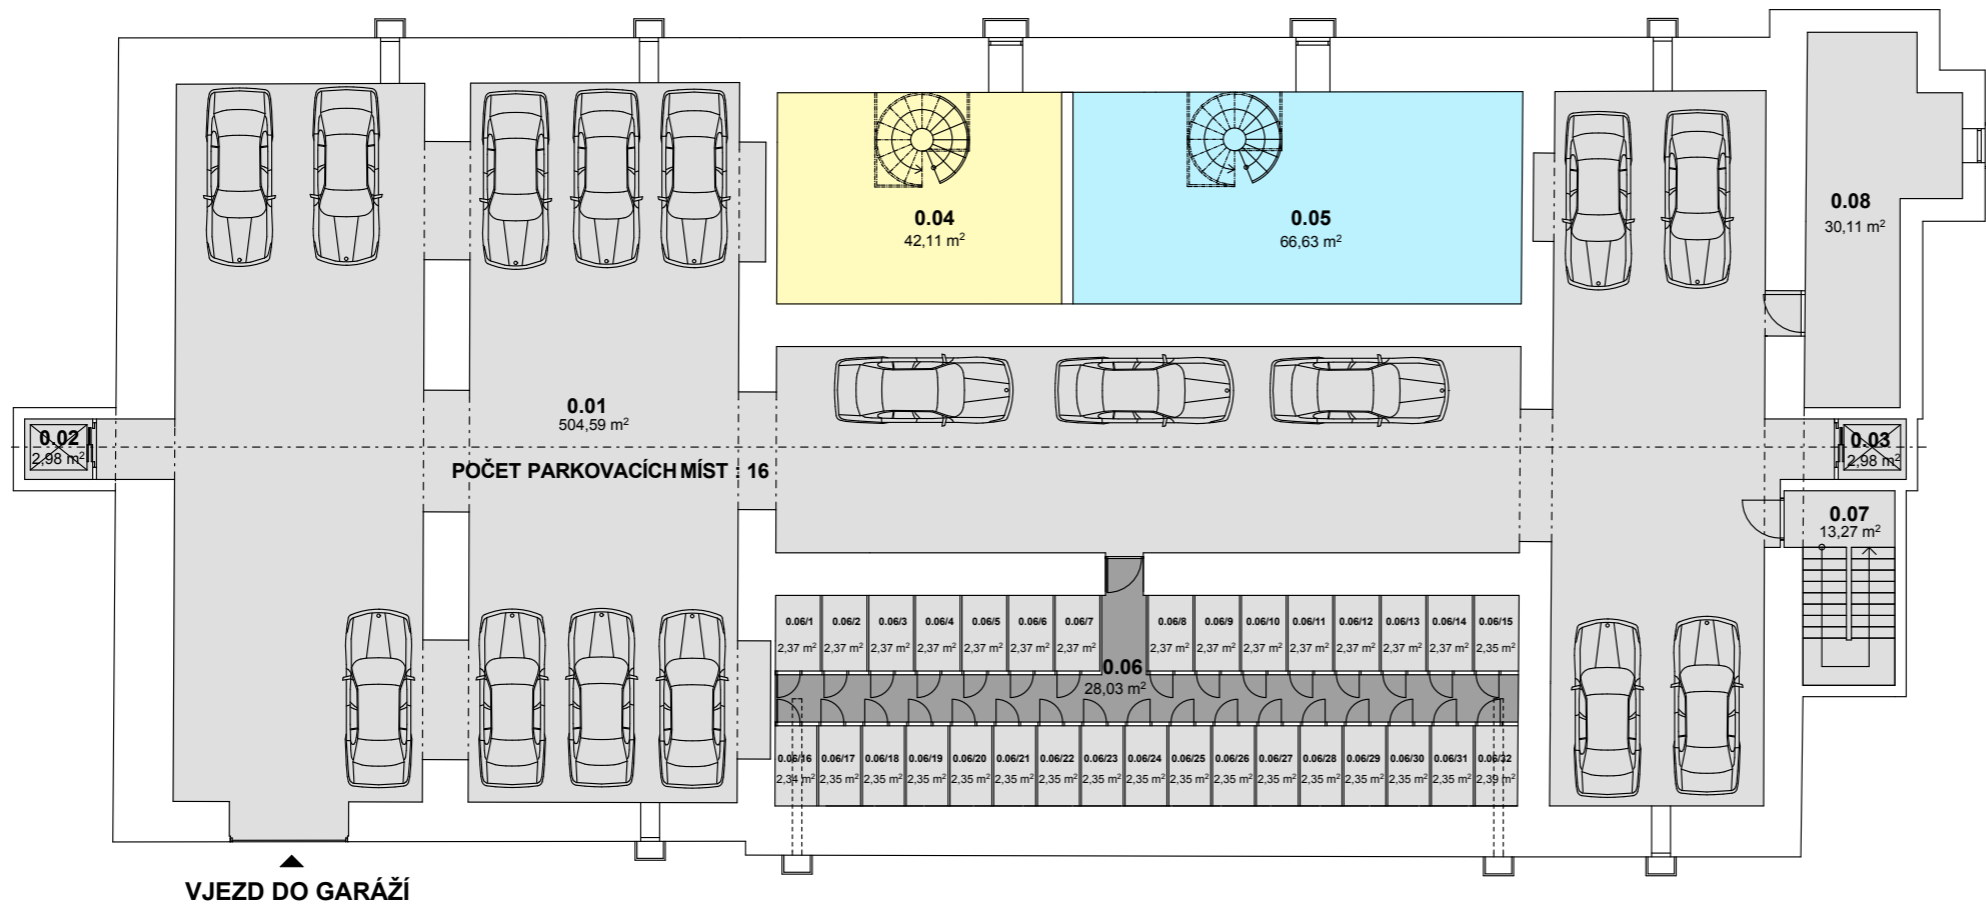 0.04
42,11 m²
0.05
66,63 m²
0.08
30,11 m²
0.01
504,59 m²
0.02
2,98 m²
0.03
2,98 m²
POČET PARKOVACÍCH MÍST : 16
0.07
13,27 m²
0.06/1 0.06/2 0.06/3 0.06/4 0.06/5 0.06/6 0.06/7 0.06/8 0.06/9 0.06/10 0.06/11 0.06/12 0.06/13 0.06/14 0.06/15
2,37 m² 2,37 m² 2,37 m² 2,37 m² 2,37 m² 2,37 m² 2,37 m² 2,37 m² 2,37 m² 2,37 m² 2,37 m² 2,37 m² 2,37 m² 2,37 m² 2,35 m²
0.06
28,03 m²
0.06/16 0.06/17 0.06/18 0.06/19 0.06/20 0.06/21 0.06/22 0.06/23 0.06/24 0.06/25 0.06/26 0.06/27 0.06/28 0.06/29 0.06/30 0.06/31 0.06/32
2,34 m² 2,35 m² 2,35 m² 2,35 m² 2,35 m² 2,35 m² 2,35 m² 2,35 m² 2,35 m² 2,35 m² 2,35 m² 2,35 m² 2,35 m² 2,35 m² 2,35 m² 2,35 m² 2,39 m²
VJEZD DO GARÁŽÍ